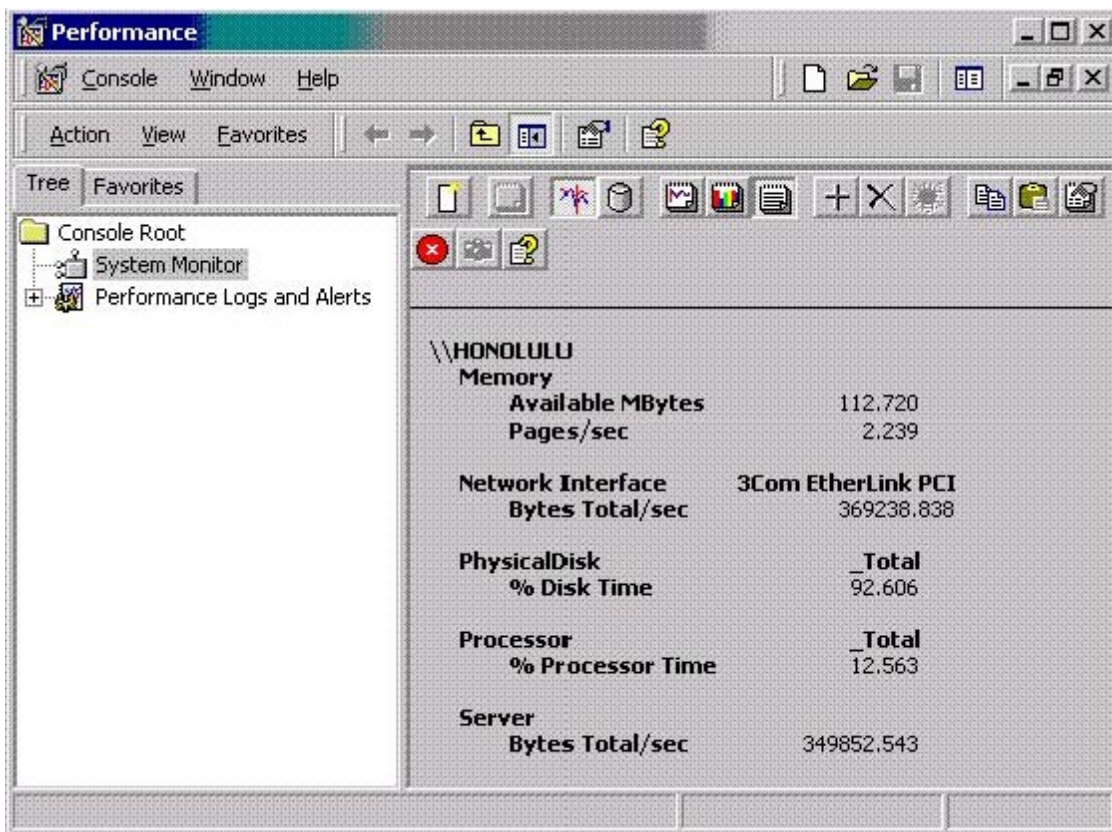 Performance
Console Window Help
Action View Favorites
Tree Favorites
Console Root
System Monitor
Performance Logs and Alerts
\\HONOLULU
Memory
Available MBytes 112.720
Pages/sec 2.239
Network Interface 3Com EtherLink PCI
Bytes Total/sec 369238.838
PhysicalDisk _Total
% Disk Time 92.606
Processor _Total
% Processor Time 12.563
Server
Bytes Total/sec 349852.543